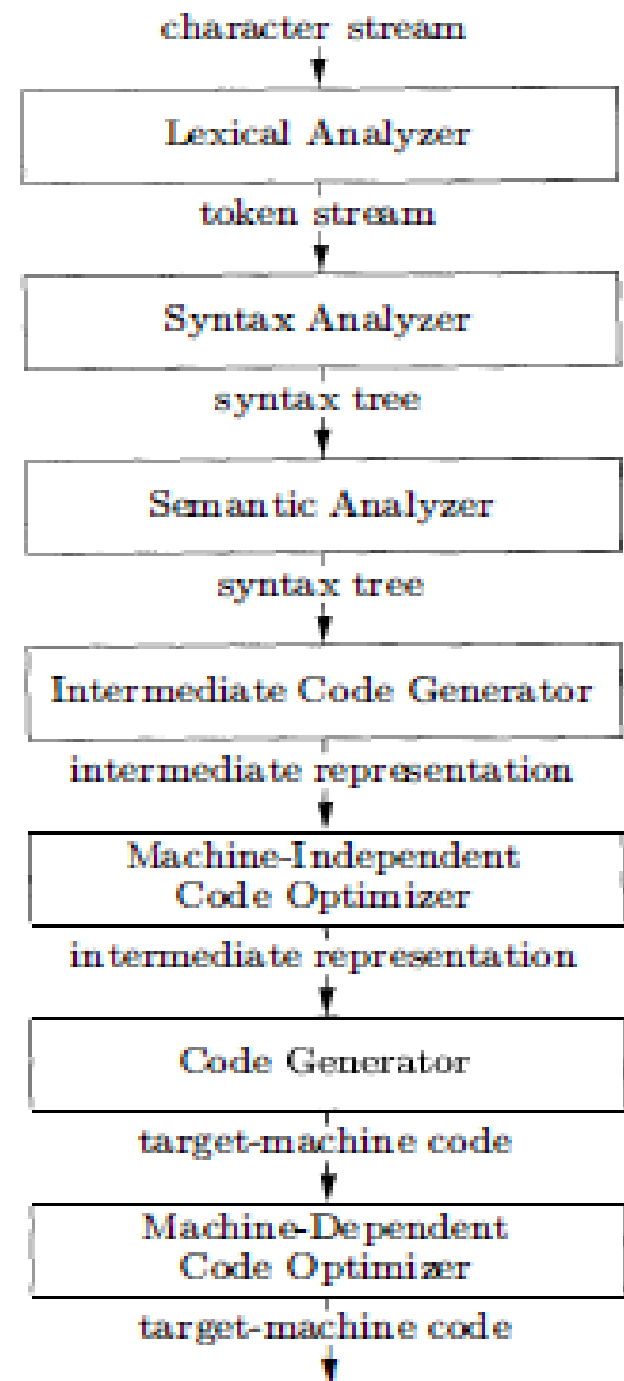 character stream
Lexical Analyzer
token stream
Syntax Analyzer
syntax tree
Semantic Analyzer
syntax tree
Intermediate Code Generator
intermediate representation
Machine-Independent
Code Optimizer
intermediate representation
Code Generator
target-machine code
Machine-Dependent
Code Optimizer
target-machine code